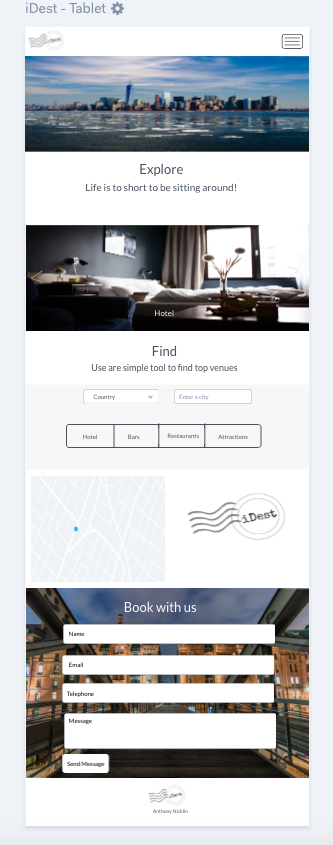 iDest - Tablet
iDest
Explore
Life is to short to be sitting around!
Hotel
Find
Use are simple tool to find top venues
Country
Enter a city
Hotel
Bars
Restaurants
Attractions
iDest
Book with us
Name
Email
Telephone
Message
Send Message
iDest
Anthony Nicklin